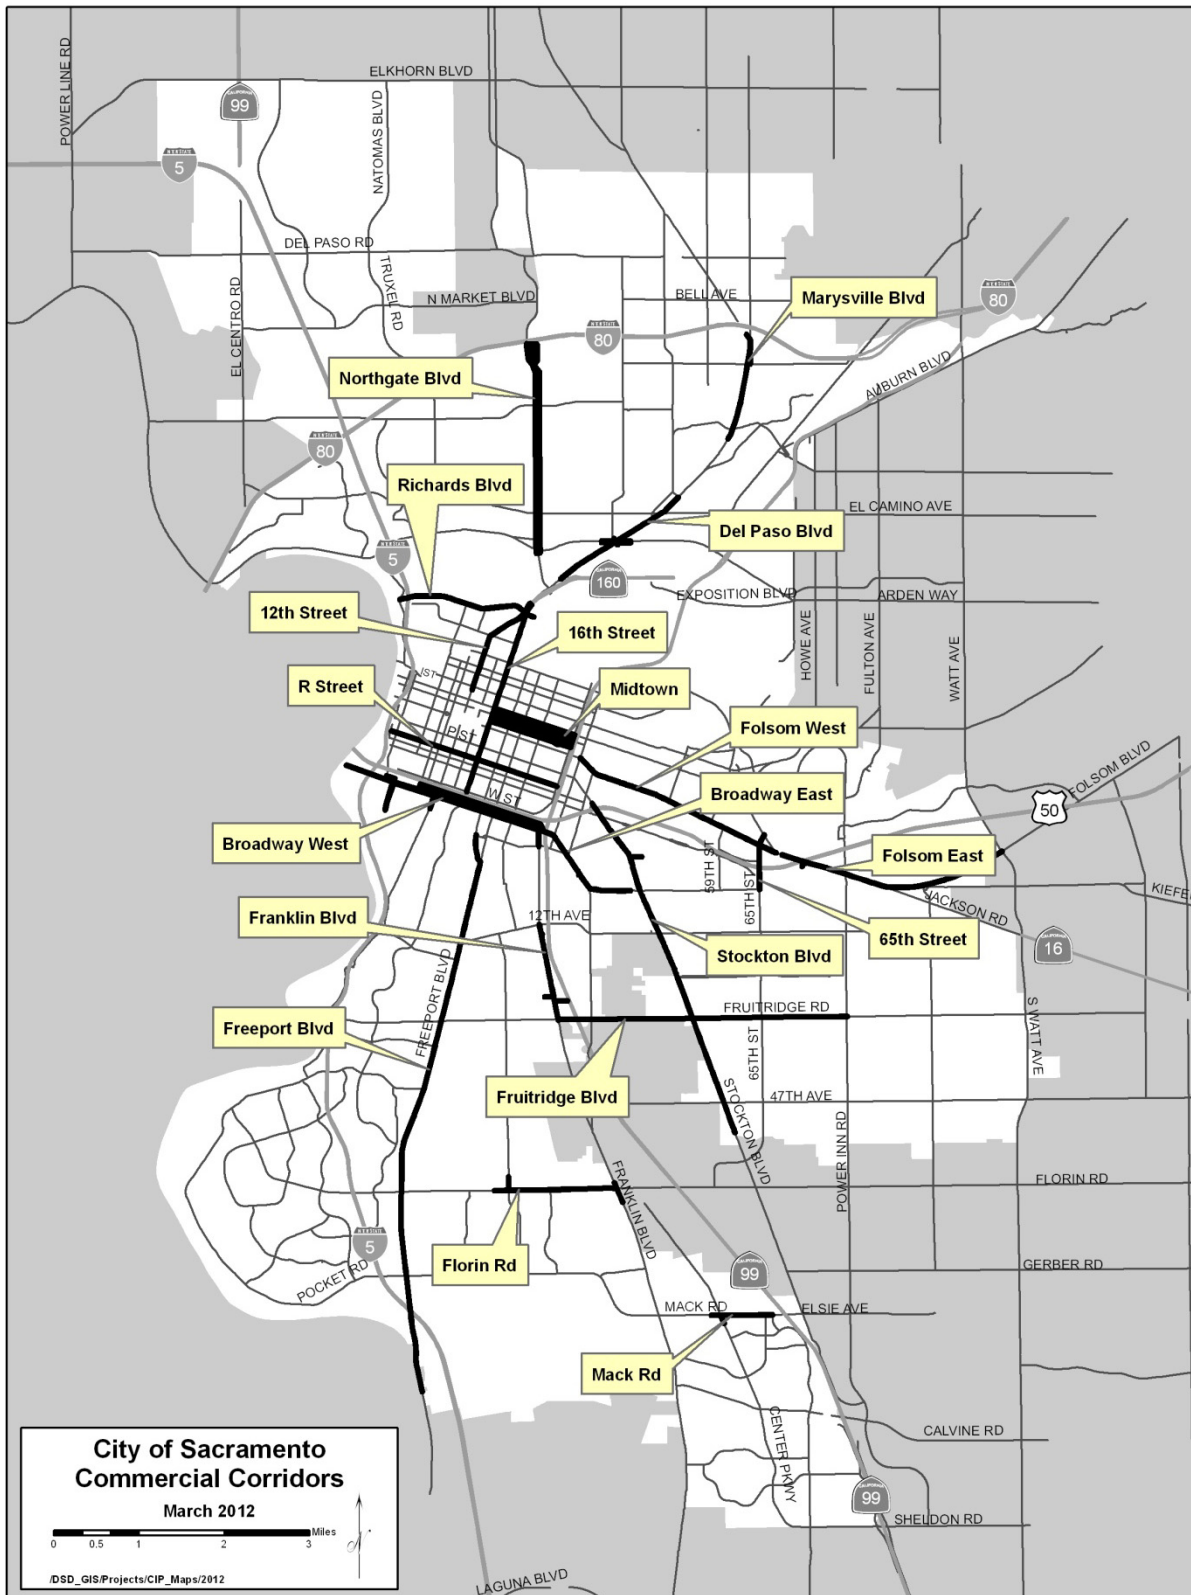 ELKHORN BLVD
POWER LINE RD
CALIFORNIA
99
NATOMAS BLVD
5
DEL PASO RD
TRUXEL RD
N MARKET BLVD
EL CENTRO RD
BELL AVE
Marysville Blvd
80
80
Northgate Blvd
AUBURN BLVD
80
Richards Blvd
EL CAMINO AVE
Del Paso Blvd
5
CALIFORNIA
160
EXPOSITION BLVD
ARDEN WAY
12th Street
16th Street
HOWE AVE
FULTON AVE
WATT AVE
I ST
R Street
Midtown
P ST
Folsom West
W ST
Broadway East
FOLSOM BLVD
50
Broadway West
Folsom East
59TH ST
65TH ST
KIEFER
JACKSON RD
Franklin Blvd
12TH AVE
65th Street
Stockton Blvd
CALIFORNIA
16
FREEPORT BLVD
Freeport Blvd
FRUITRIDGE RD
S WATT AVE
65TH ST
Fruitridge Blvd
47TH AVE
STOCKTON BLVD
POWER INN RD
FRANKLIN BLVD
FLORIN RD
5
Florin Rd
POCKET RD
CALIFORNIA
99
GERBER RD
MACK RD
ELSIE AVE
Mack Rd
CENTER PKWY
CALVINE RD
CALIFORNIA
99
SHELDON RD
LAGUNA BLVD
City of Sacramento
Commercial Corridors
March 2012
Miles
0 0.5 1 2 3
N
/DSD_GIS/Projects/CIP_Maps/2012